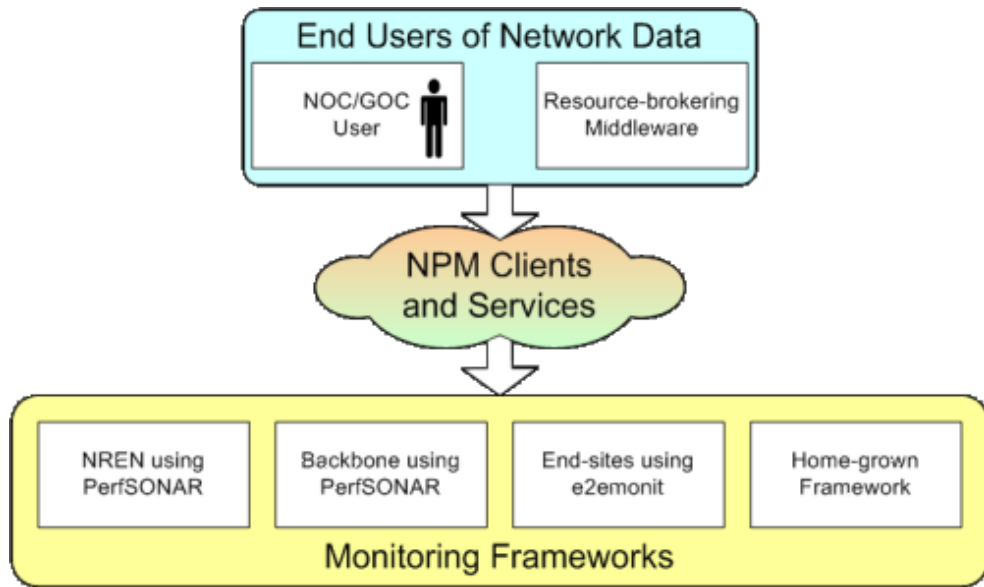 End Users of Network Data
NOC/GOC
User
Resource-brokering
Middleware
NPM Clients
and Services
NREN using
PerfSONAR
Backbone using
PerfSONAR
End-sites using
e2emonit
Home-grown
Framework
Monitoring Frameworks